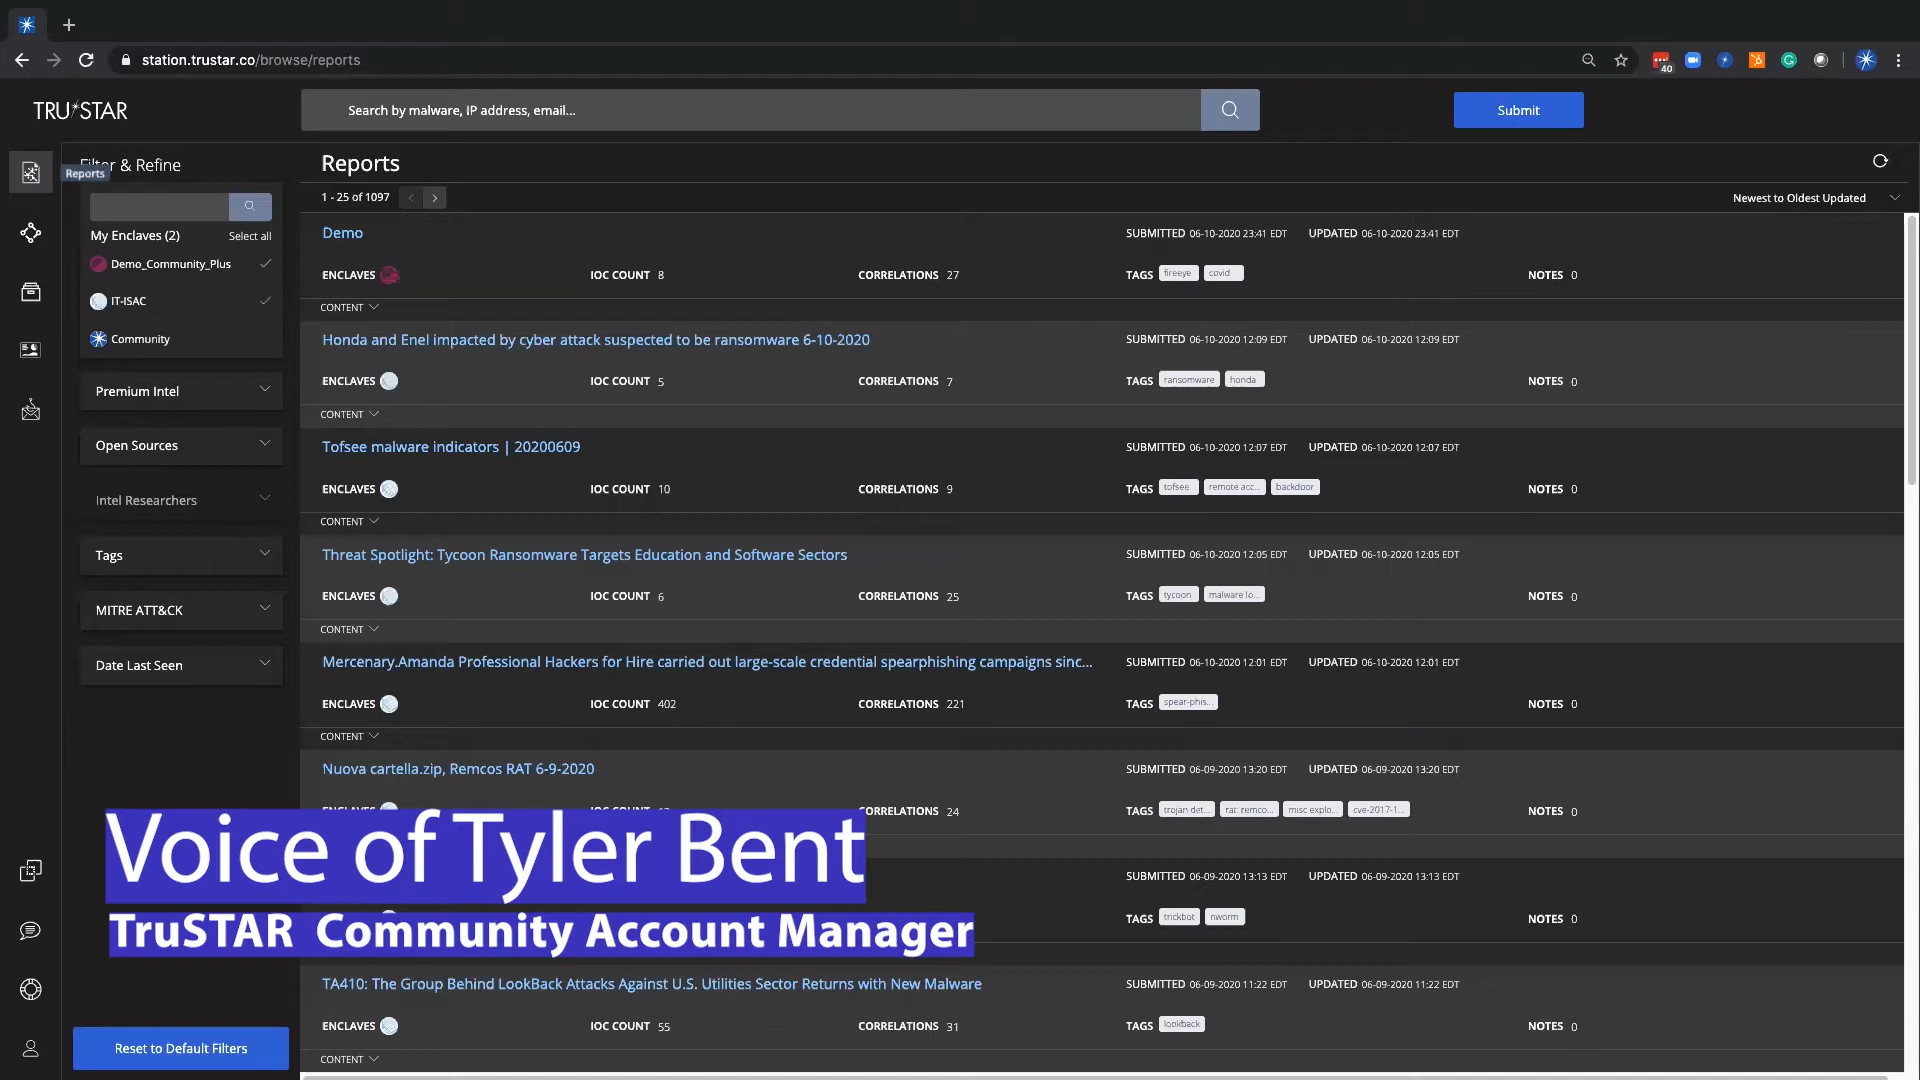 station.trustar.co/browse/reports
40
TRU*STAR
Search by malware, IP address, email...
Submit
Filter & Refine
Reports
My Enclaves (2) Select all
Demo_Community_Plus
IT-ISAC
Community
Premium Intel
Open Sources
Intel Researchers
Tags
MITRE ATT&CK
Date Last Seen
Reset to Default Filters
Reports
1 - 25 of 1097
Newest to Oldest Updated
Demo SUBMITTED 06-10-2020 23:41 EDT UPDATED 06-10-2020 23:41 EDT
ENCLAVES IOC COUNT 8 CORRELATIONS 27 TAGS fireeye covid NOTES 0
CONTENT
Honda and Enel impacted by cyber attack suspected to be ransomware 6-10-2020 SUBMITTED 06-10-2020 12:09 EDT UPDATED 06-10-2020 12:09 EDT
ENCLAVES IOC COUNT 5 CORRELATIONS 7 TAGS ransomware honda NOTES 0
CONTENT
Tofsee malware indicators | 20200609 SUBMITTED 06-10-2020 12:07 EDT UPDATED 06-10-2020 12:07 EDT
ENCLAVES IOC COUNT 10 CORRELATIONS 9 TAGS tofsee remote acc... backdoor NOTES 0
CONTENT
Threat Spotlight: Tycoon Ransomware Targets Education and Software Sectors SUBMITTED 06-10-2020 12:05 EDT UPDATED 06-10-2020 12:05 EDT
ENCLAVES IOC COUNT 6 CORRELATIONS 25 TAGS tycoon malware lo... NOTES 0
CONTENT
Mercenary.Amanda Professional Hackers for Hire carried out large-scale credential spearphishing campaigns sinc... SUBMITTED 06-10-2020 12:01 EDT UPDATED 06-10-2020 12:01 EDT
ENCLAVES IOC COUNT 402 CORRELATIONS 221 TAGS spear-phis... NOTES 0
CONTENT
Nuova cartella.zip, Remcos RAT 6-9-2020 SUBMITTED 06-09-2020 13:20 EDT UPDATED 06-09-2020 13:20 EDT
CORRELATIONS 24 TAGS trojan det... rat: remco... misc explo... cve-2017-1... NOTES 0
Voice of Tyler Bent
SUBMITTED 06-09-2020 13:13 EDT UPDATED 06-09-2020 13:13 EDT
TAGS trickbot nworm NOTES 0
TruSTAR Community Account Manager
TA410: The Group Behind LookBack Attacks Against U.S. Utilities Sector Returns with New Malware SUBMITTED 06-09-2020 11:22 EDT UPDATED 06-09-2020 11:22 EDT
ENCLAVES IOC COUNT 55 CORRELATIONS 31 TAGS lookback NOTES 0
CONTENT